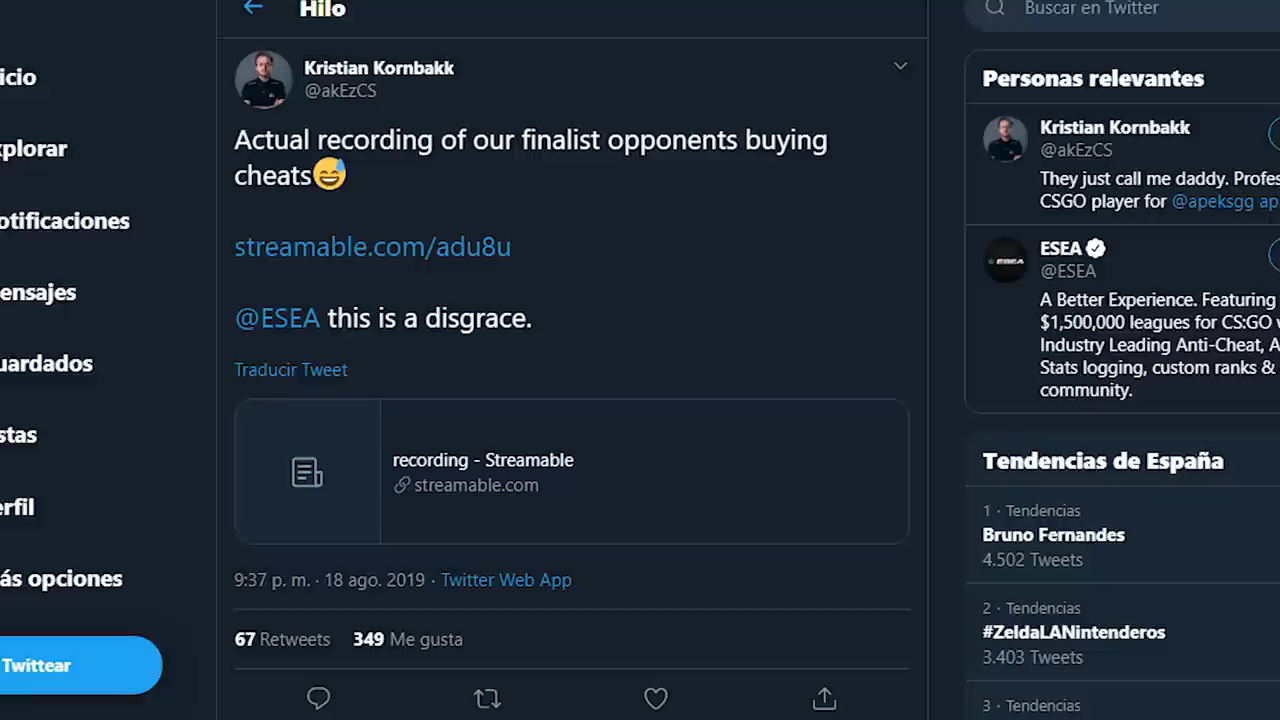 Hilo
Kristian Kornbakk
@akEzCS
Actual recording of our finalist opponents buying
cheats😅
streamable.com/adu8u
@ESEA this is a disgrace.
Traducir Tweet
recording - Streamable
streamable.com
9:37 p. m. · 18 ago. 2019 · Twitter Web App
67 Retweets 349 Me gusta
icio
xplorar
otificaciones
ensajes
uardados
stas
erfil
ás opciones
Twittear
Buscar en Twitter
Personas relevantes
Kristian Kornbakk
@akEzCS
They just call me daddy. Profes
CSGO player for @apeksgg ap
ESEA
@ESEA
A Better Experience. Featuring
$1,500,000 leagues for CS:GO
Industry Leading Anti-Cheat, A
Stats logging, custom ranks &
community.
Tendencias de España
1 · Tendencias
Bruno Fernandes
4.502 Tweets
2 · Tendencias
#ZeldaLANintenderos
3.403 Tweets
3 · Tendencias